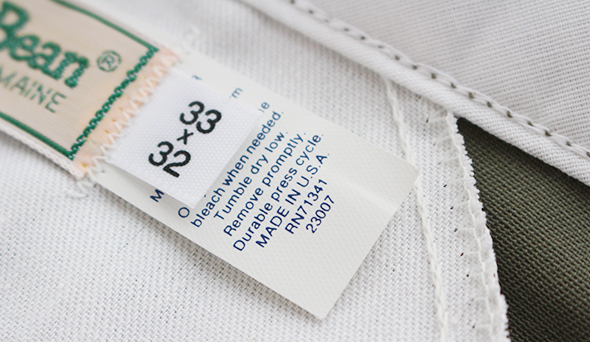 Bean®
MAINE
33
x
32
bleach when needed.
Tumble dry low.
Remove promptly.
Durable press cycle.
MADE IN U.S.A.
RN71341
23007